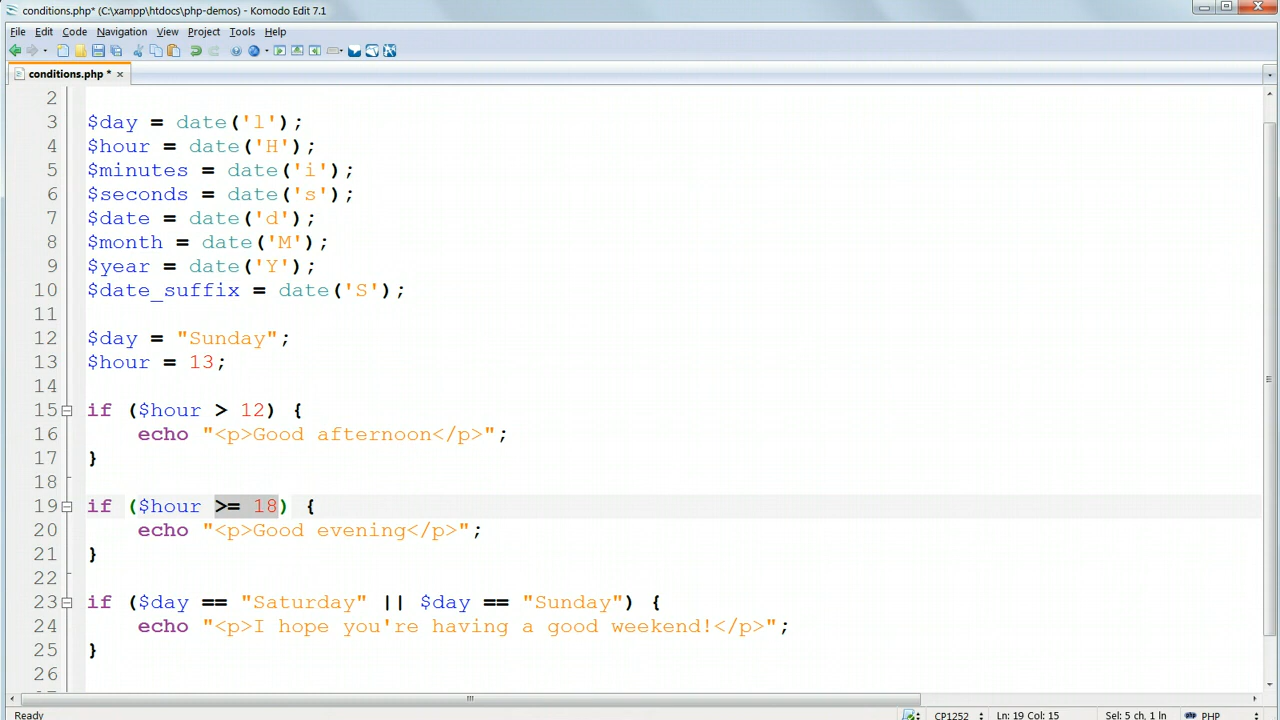 conditions.php* (C:\xampp\htdocs\php-demos) - Komodo Edit 7.1
File Edit Code Navigation View Project Tools Help
conditions.php *
2
3 $day = date('l');
4 $hour = date('H');
5 $minutes = date('i');
6 $seconds = date('s');
7 $date = date('d');
8 $month = date('M');
9 $year = date('Y');
10 $date_suffix = date('S');
11
12 $day = "Sunday";
13 $hour = 13;
14
15 if ($hour > 12) {
16 echo "<p>Good afternoon</p>";
17 }
18
19 if ($hour >= 18) {
20 echo "<p>Good evening</p>";
21 }
22
23 if ($day == "Saturday" || $day == "Sunday") {
24 echo "<p>I hope you're having a good weekend!</p>";
25 }
26
Ready CP1252 Ln: 19 Col: 15 Sel: 5 ch, 1 ln PHP